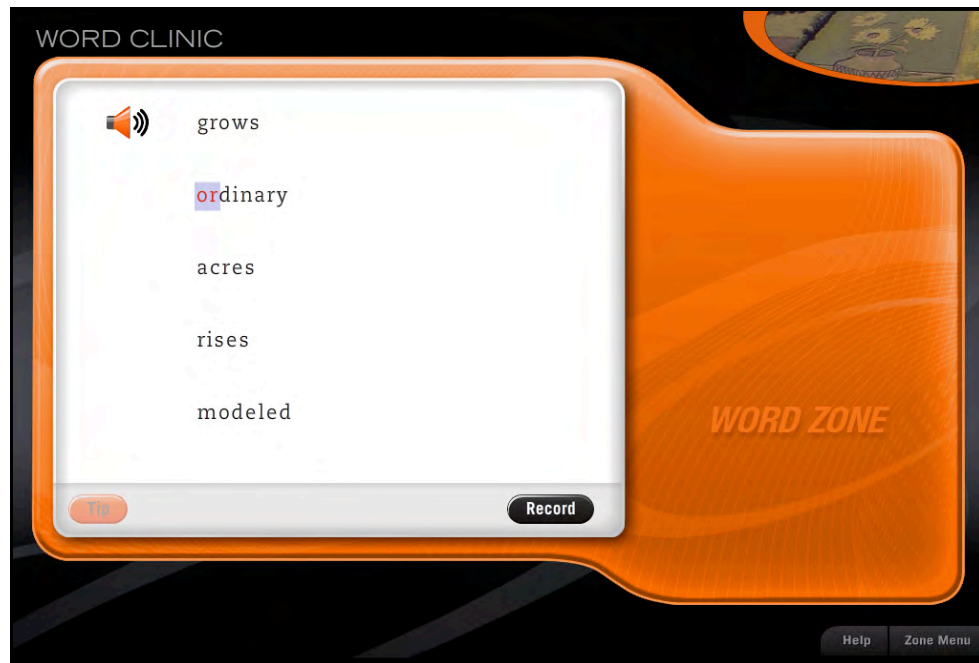 WORD CLINIC
grows
ordinary
acres
rises
modeled
WORD ZONE
Tip
Record
Help
Zone Menu